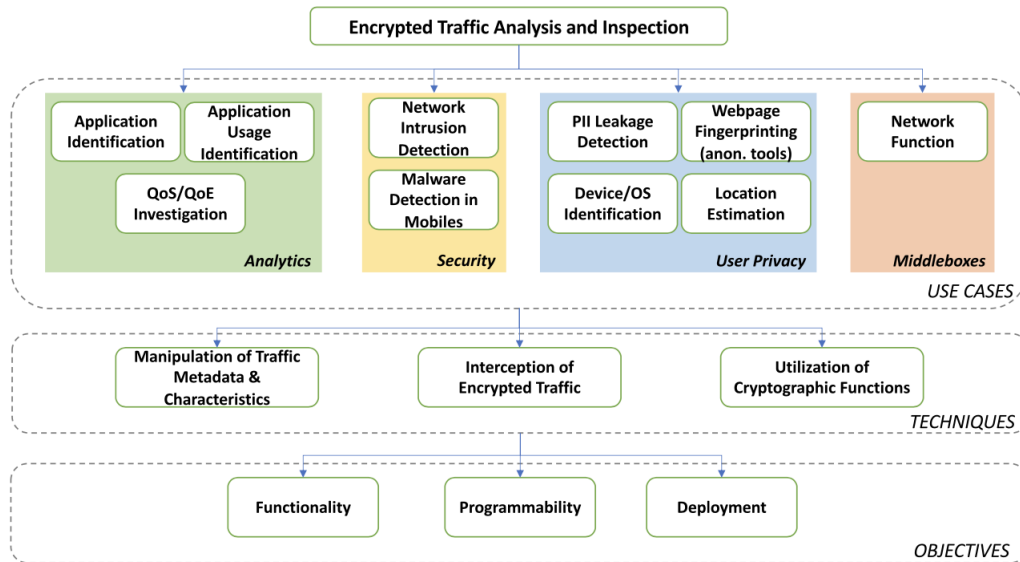 Encrypted Traffic Analysis and Inspection
Application
Identification
Application
Usage
Identification
QoS/QoE
Investigation
Analytics
Network
Intrusion
Detection
Malware
Detection in
Mobiles
Security
PII Leakage
Detection
Webpage
Fingerprinting
(anon. tools)
Device/OS
Identification
Location
Estimation
User Privacy
Network
Function
Middleboxes
USE CASES
Manipulation of Traffic
Metadata &
Characteristics
Interception of
Encrypted Traffic
Utilization of
Cryptographic Functions
TECHNIQUES
Functionality
Programmability
Deployment
OBJECTIVES